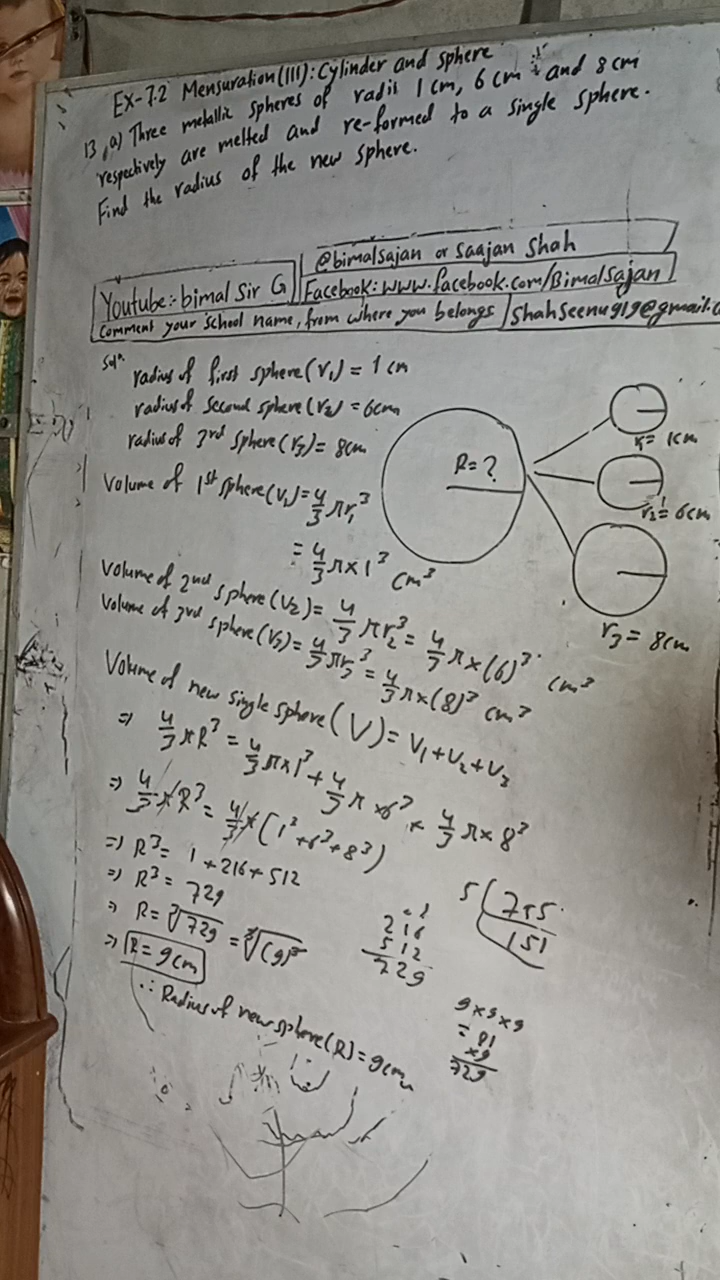 EX-7.2 Mensuration(III): Cylinder and sphere
13.a) Three metallic spheres of radii 1 cm, 6 cm and 8 cm
respectively are melted and re-formed to a single sphere.
Find the radius of the new sphere.
@bimalsajan or Saajan Shah
Youtube:- bimal Sir G
Facebook: www.facebook.com/BimalSajan
Comment your school name, from where you belongs
Shahseenu919@gmail.c
Solⁿ.
radius of first sphere(r₁) = 1 cm
radius of second sphere(r₂) = 6cm
radius of 3rd sphere(r₃) = 8cm
R = ?
r = 1cm
r₂ = 6cm
r₃ = 8cm
Volume of 1st sphere(V₁) = 4/3 πr₁³
= 4/3 π×1³ cm³
Volume of 2nd sphere(V₂) = 4/3 πr₂³ = 4/3 π×(6)³ cm³
Volume of 3rd sphere(V₃) = 4/3 πr₃³ = 4/3 π×(8)³ cm³
Volume of new single sphere(V) = V₁+V₂+V₃
⇒ 4/3 πR³ = 4/3 π×1³ + 4/3 π×6³ + 4/3 π×8³
⇒ 4/3 πR³ = 4/3 π(1³+6³+8³)
⇒ R³ = 1+216+512
⇒ R³ = 729
⇒ R = ∛729 = ∛(9)³
⇒ R = 9cm
∴ Radius of new sphere(R) = 9cm
216
512
729
5 755
151
9×9×9
= 81
×9
729